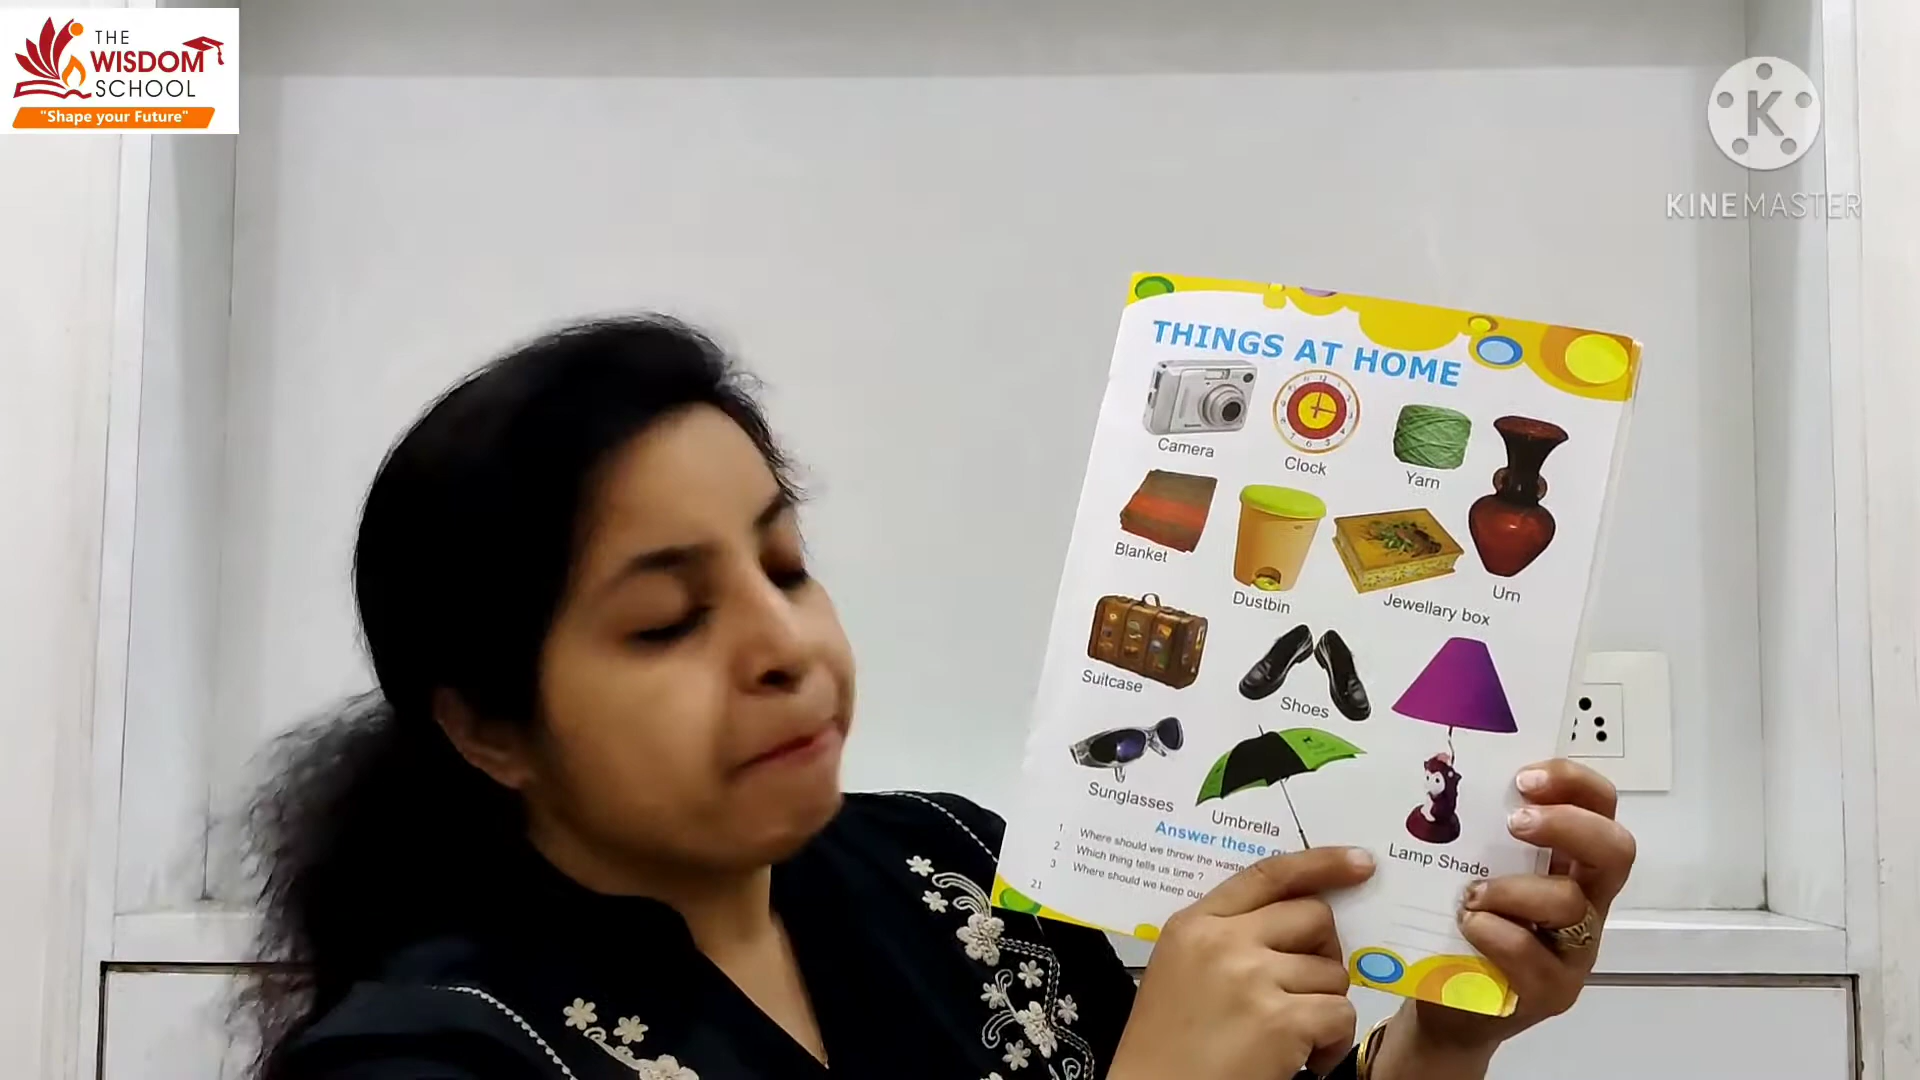 THE
WISDOM
SCHOOL
"Shape your Future"
K
KINEMASTER
THINGS AT HOME
Camera
Clock
Yarn
Urn
Blanket
Dustbin
Jewellary box
Suitcase
Shoes
Lamp Shade
Sunglasses
Umbrella
Answer these
1. Where should we throw the waste
2. Which thing tells us time ?
3 Where should we keep our
21